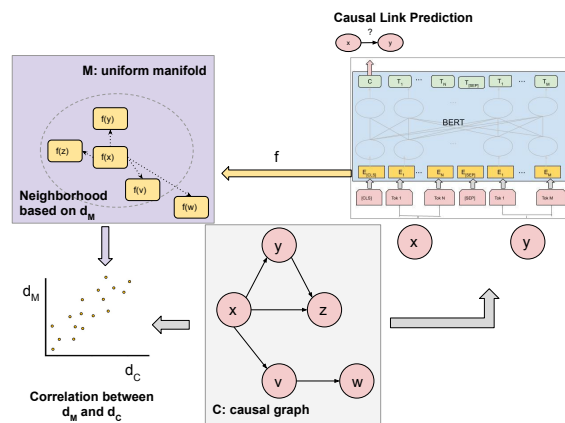 Causal Link Prediction
?
x
y
M: uniform manifold
f(y)
f(z)
f(x)
f(v)
f(w)
Neighborhood
based on dM
f
C
T1
...
TN
T[SEP]
T1
...
TM
BERT
E[CLS]
E1
...
EN
E[SEP]
E1
...
EM
[CLS]
Tok 1
Tok N
[SEP]
Tok 1
Tok M
x
y
dM
dC
Correlation between
dM and dC
y
x
z
v
w
C: causal graph